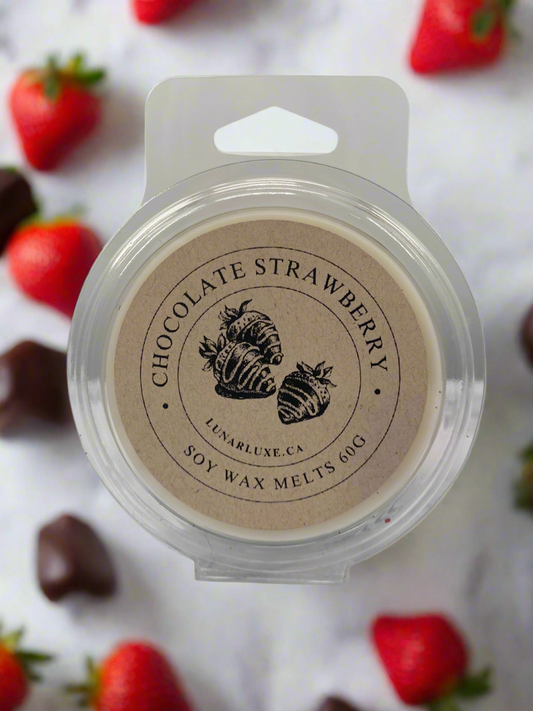 CHOCOLATE STRAWBERRY
LUNARLUXE.CA
SOY WAX MELTS 60G